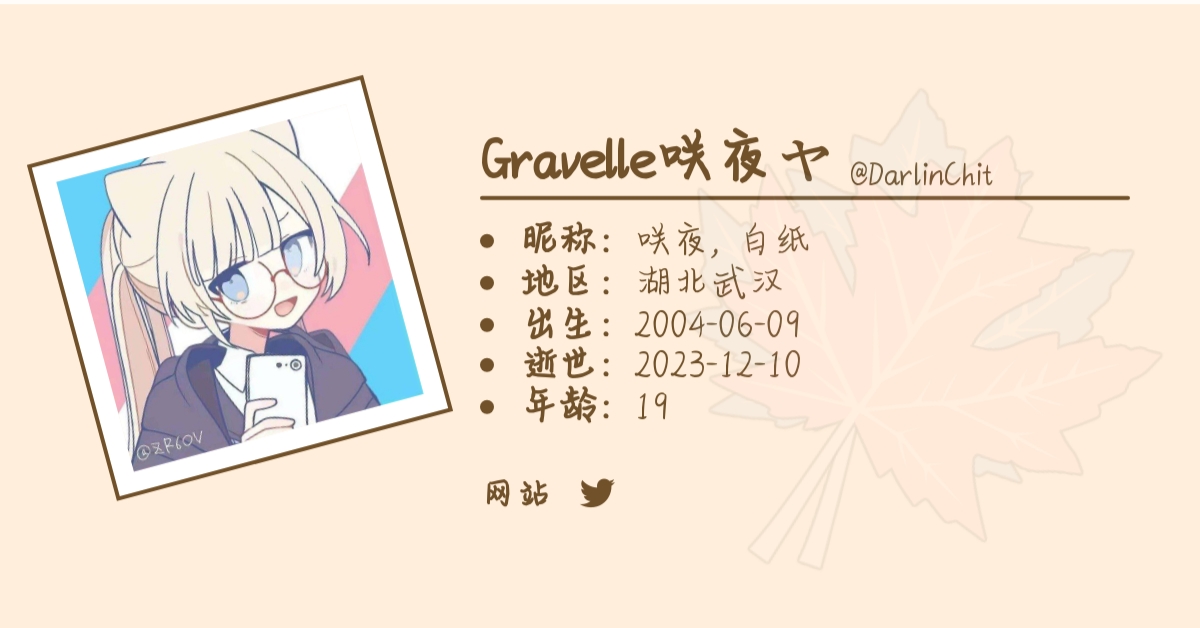 Gravelle咲夜ヤ @DarlinChit
昵称： 咲夜，白纸
地区： 湖北武汉
出生： 2004-06-09
逝世： 2023-12-10
年龄： 19
网站
@ZR60V